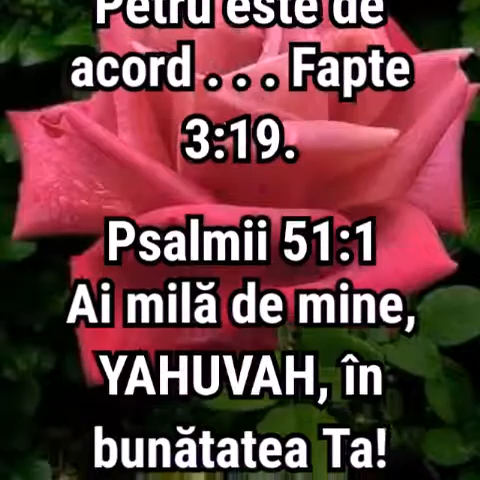 Petru este de
acord . . . Fapte
3:19.
Psalmii 51:1
Ai milă de mine,
YAHUVAH, în
bunătatea Ta!